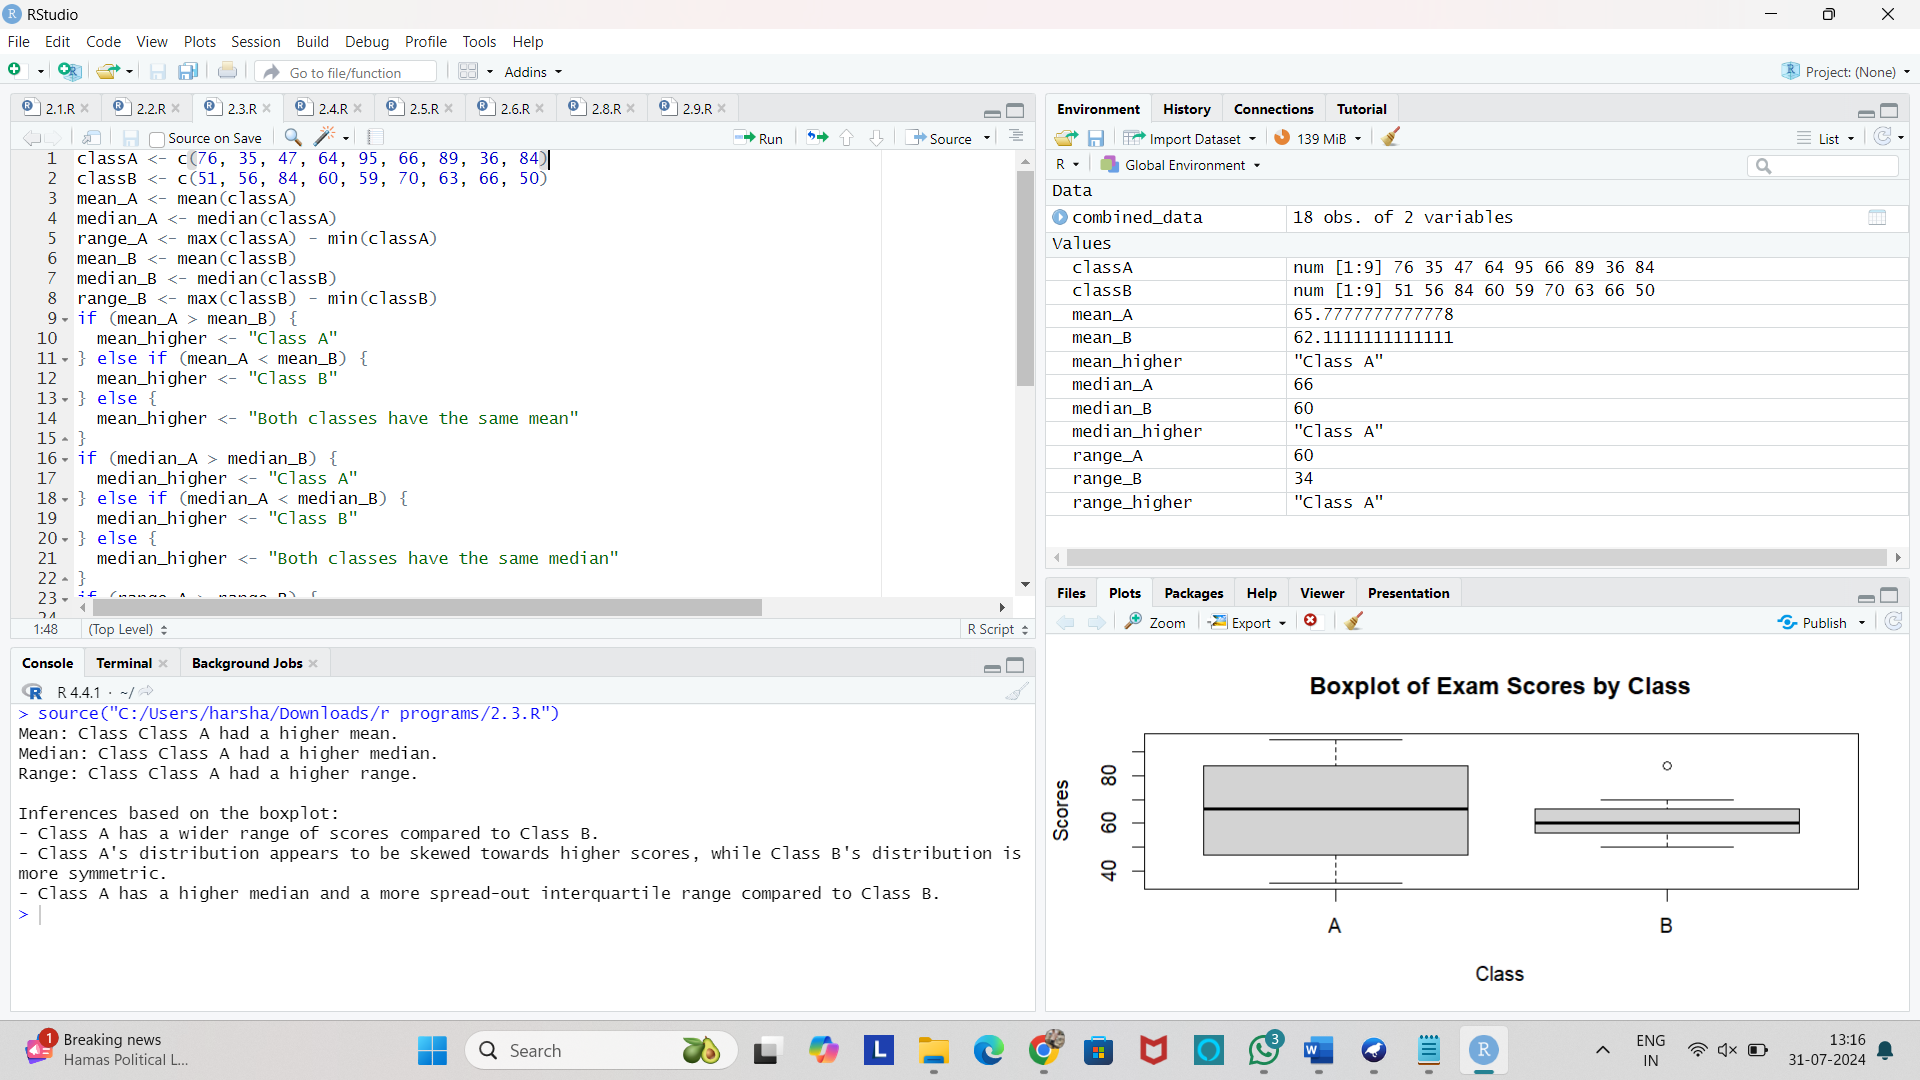 RStudio
File Edit Code View Plots Session Build Debug Profile Tools Help
Go to file/function Addins Project: (None)
2.1.R 2.2.R 2.3.R 2.4.R 2.5.R 2.6.R 2.8.R 2.9.R
Source on Save Run Source
1 classA <- c(76, 35, 47, 64, 95, 66, 89, 36, 84)
2 classB <- c(51, 56, 84, 60, 59, 70, 63, 66, 50)
3 mean_A <- mean(classA)
4 median_A <- median(classA)
5 range_A <- max(classA) - min(classA)
6 mean_B <- mean(classB)
7 median_B <- median(classB)
8 range_B <- max(classB) - min(classB)
9 if (mean_A > mean_B) {
10 mean_higher <- "Class A"
11 } else if (mean_A < mean_B) {
12 mean_higher <- "Class B"
13 } else {
14 mean_higher <- "Both classes have the same mean"
15 }
16 if (median_A > median_B) {
17 median_higher <- "Class A"
18 } else if (median_A < median_B) {
19 median_higher <- "Class B"
20 } else {
21 median_higher <- "Both classes have the same median"
22 }
23 if (range_A > range_B) {
24
1:48 (Top Level) R Script
Console Terminal Background Jobs
R R 4.4.1 · ~/
> source("C:/Users/harsha/Downloads/r programs/2.3.R")
Mean: Class Class A had a higher mean.
Median: Class Class A had a higher median.
Range: Class Class A had a higher range.
Inferences based on the boxplot:
- Class A has a wider range of scores compared to Class B.
- Class A's distribution appears to be skewed towards higher scores, while Class B's distribution is
more symmetric.
- Class A has a higher median and a more spread-out interquartile range compared to Class B.
>
Environment History Connections Tutorial
Import Dataset 139 MiB List
R Global Environment
Data
combined_data 18 obs. of 2 variables
Values
classA num [1:9] 76 35 47 64 95 66 89 36 84
classB num [1:9] 51 56 84 60 59 70 63 66 50
mean_A 65.7777777777778
mean_B 62.1111111111111
mean_higher "Class A"
median_A 66
median_B 60
median_higher "Class A"
range_A 60
range_B 34
range_higher "Class A"
Files Plots Packages Help Viewer Presentation
Zoom Export Publish
Boxplot of Exam Scores by Class
Scores
80
60
40
A B
Class
1 Breaking news
Hamas Political L...
Search
L
3
W
R
ENG
IN
13:16
31-07-2024